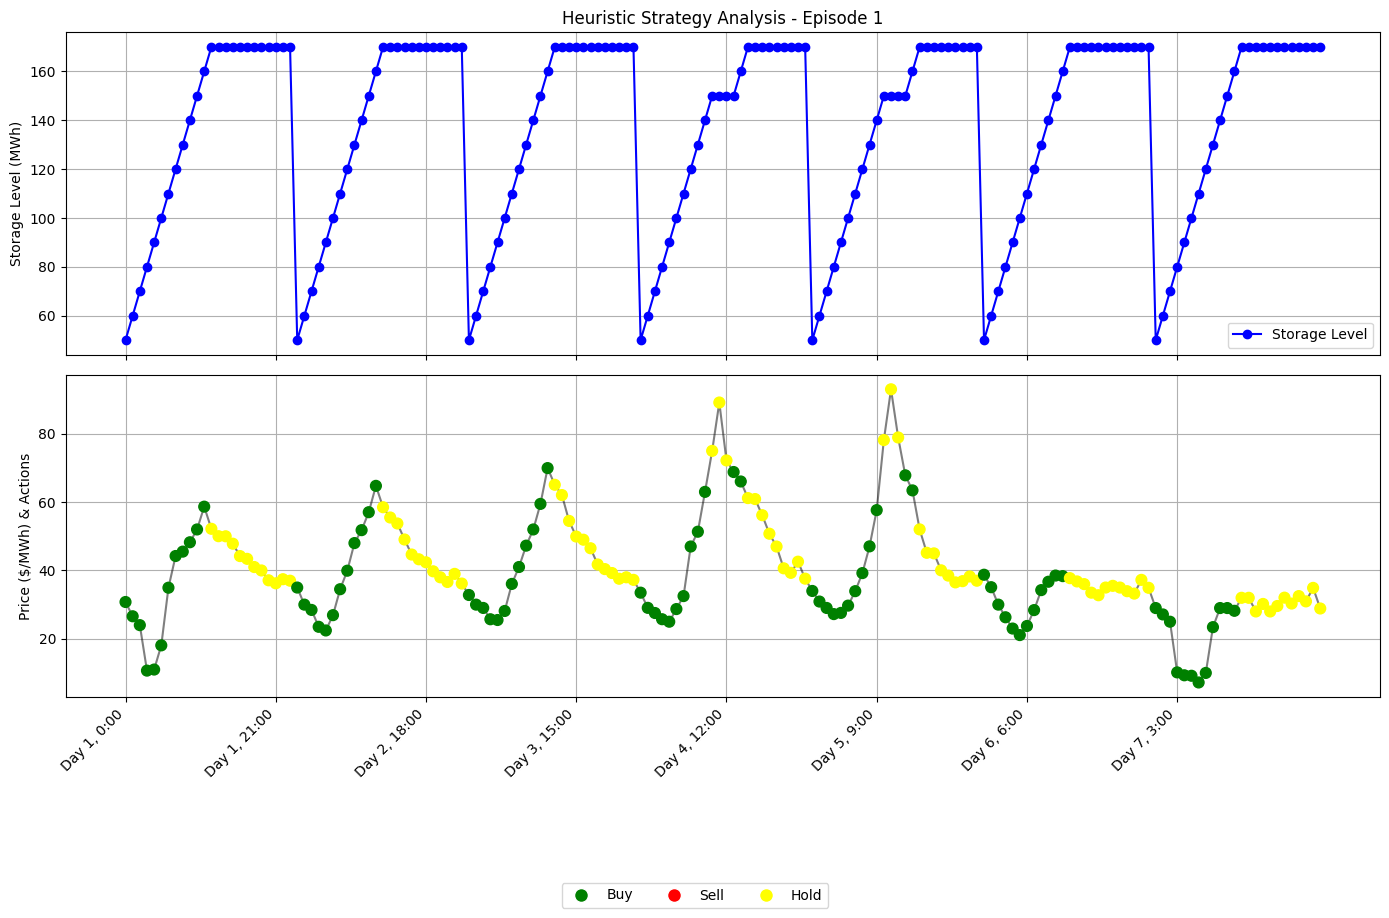 Heuristic Strategy Analysis - Episode 1
Storage Level (MWh)
160
140
120
100
80
60
Storage Level
Price ($/MWh) & Actions
80
60
40
20
Day 1, 0:00
Day 1, 21:00
Day 2, 18:00
Day 3, 15:00
Day 4, 12:00
Day 5, 9:00
Day 6, 6:00
Day 7, 3:00
Buy Sell Hold